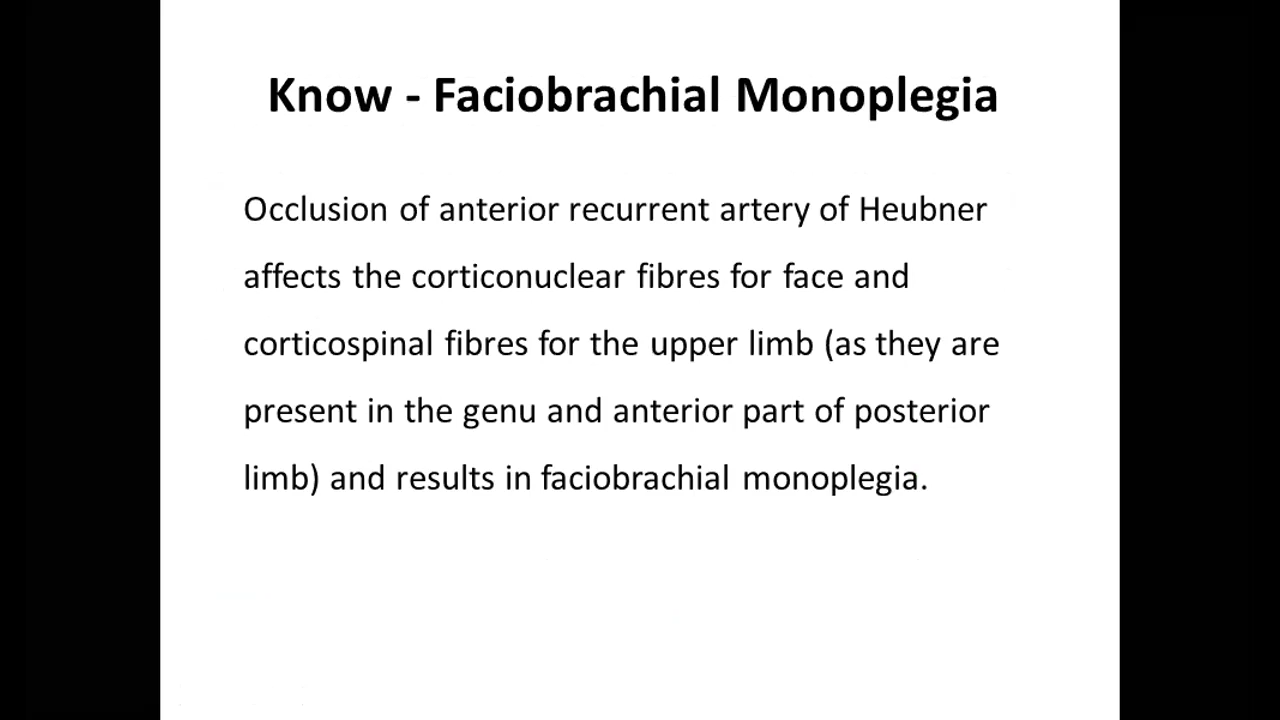 Know - Faciobrachial Monoplegia
Occlusion of anterior recurrent artery of Heubner
affects the corticonuclear fibres for face and
corticospinal fibres for the upper limb (as they are
present in the genu and anterior part of posterior
limb) and results in faciobrachial monoplegia.